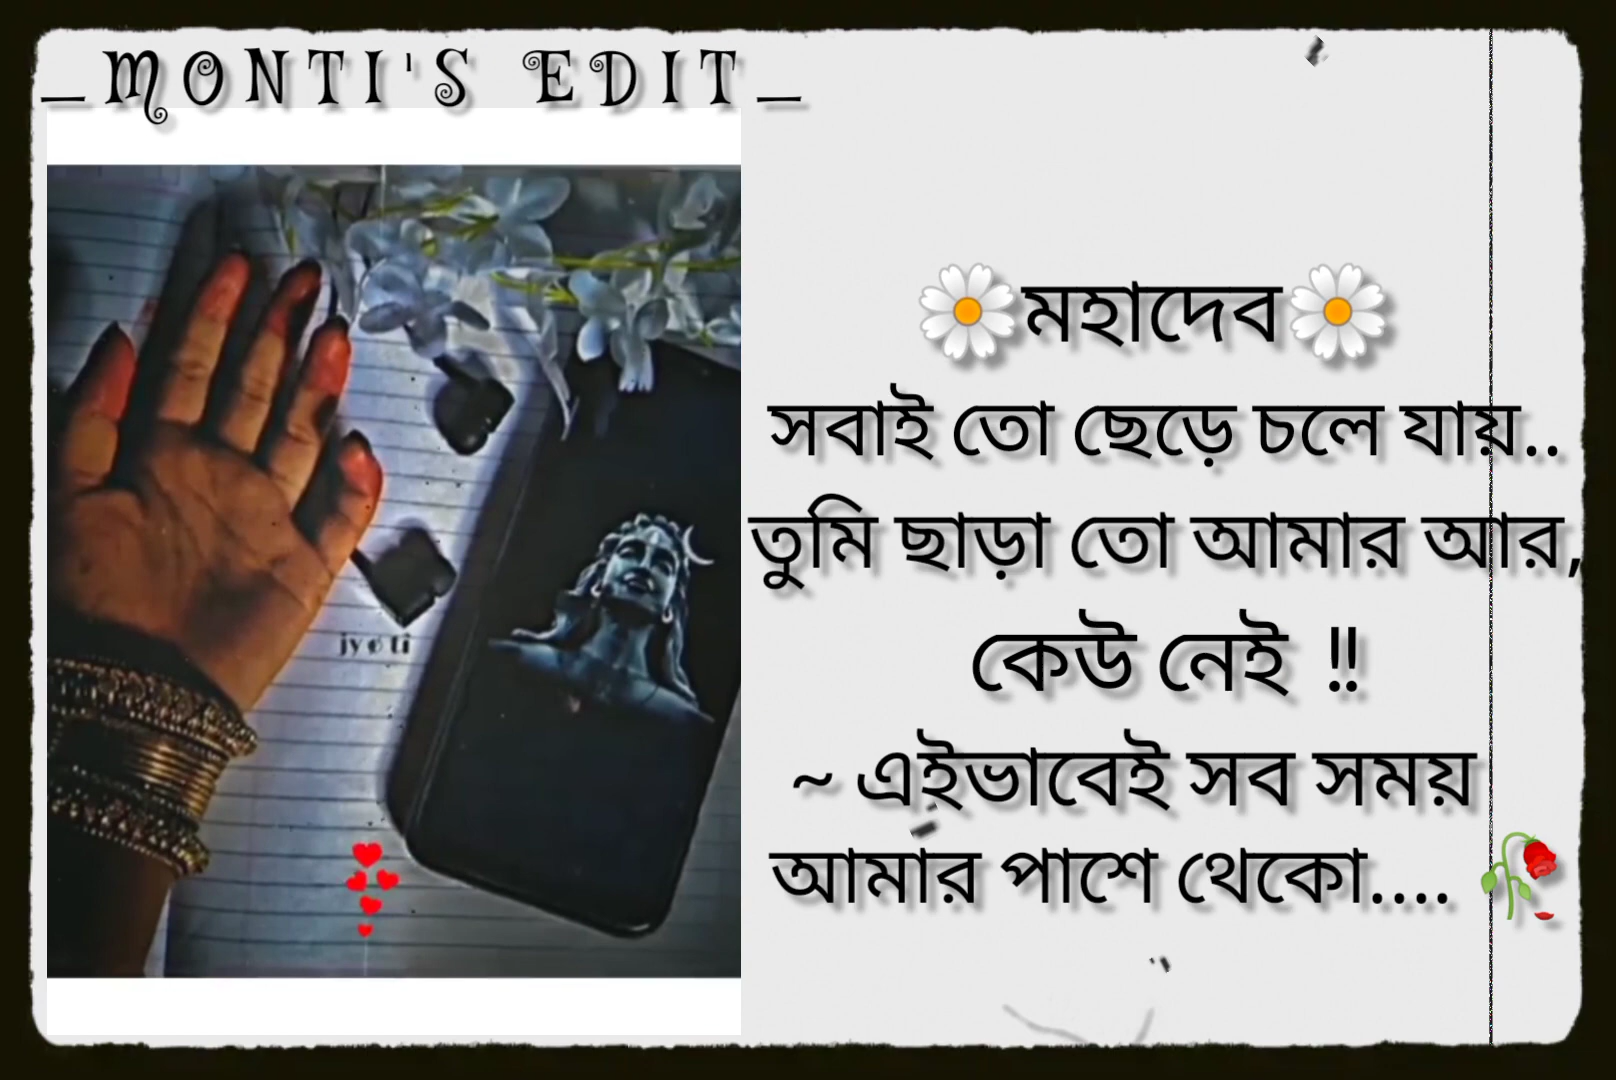 _MONTI'S EDIT_
🌼মহাদেব🌼
সবাই তো ছেড়ে চলে যায়..
তুমি ছাড়া তো আমার আর,
কেউ নেই !!
~ এইভাবেই সব সময়
আমার পাশে থেকো.... 🥀
jyoti